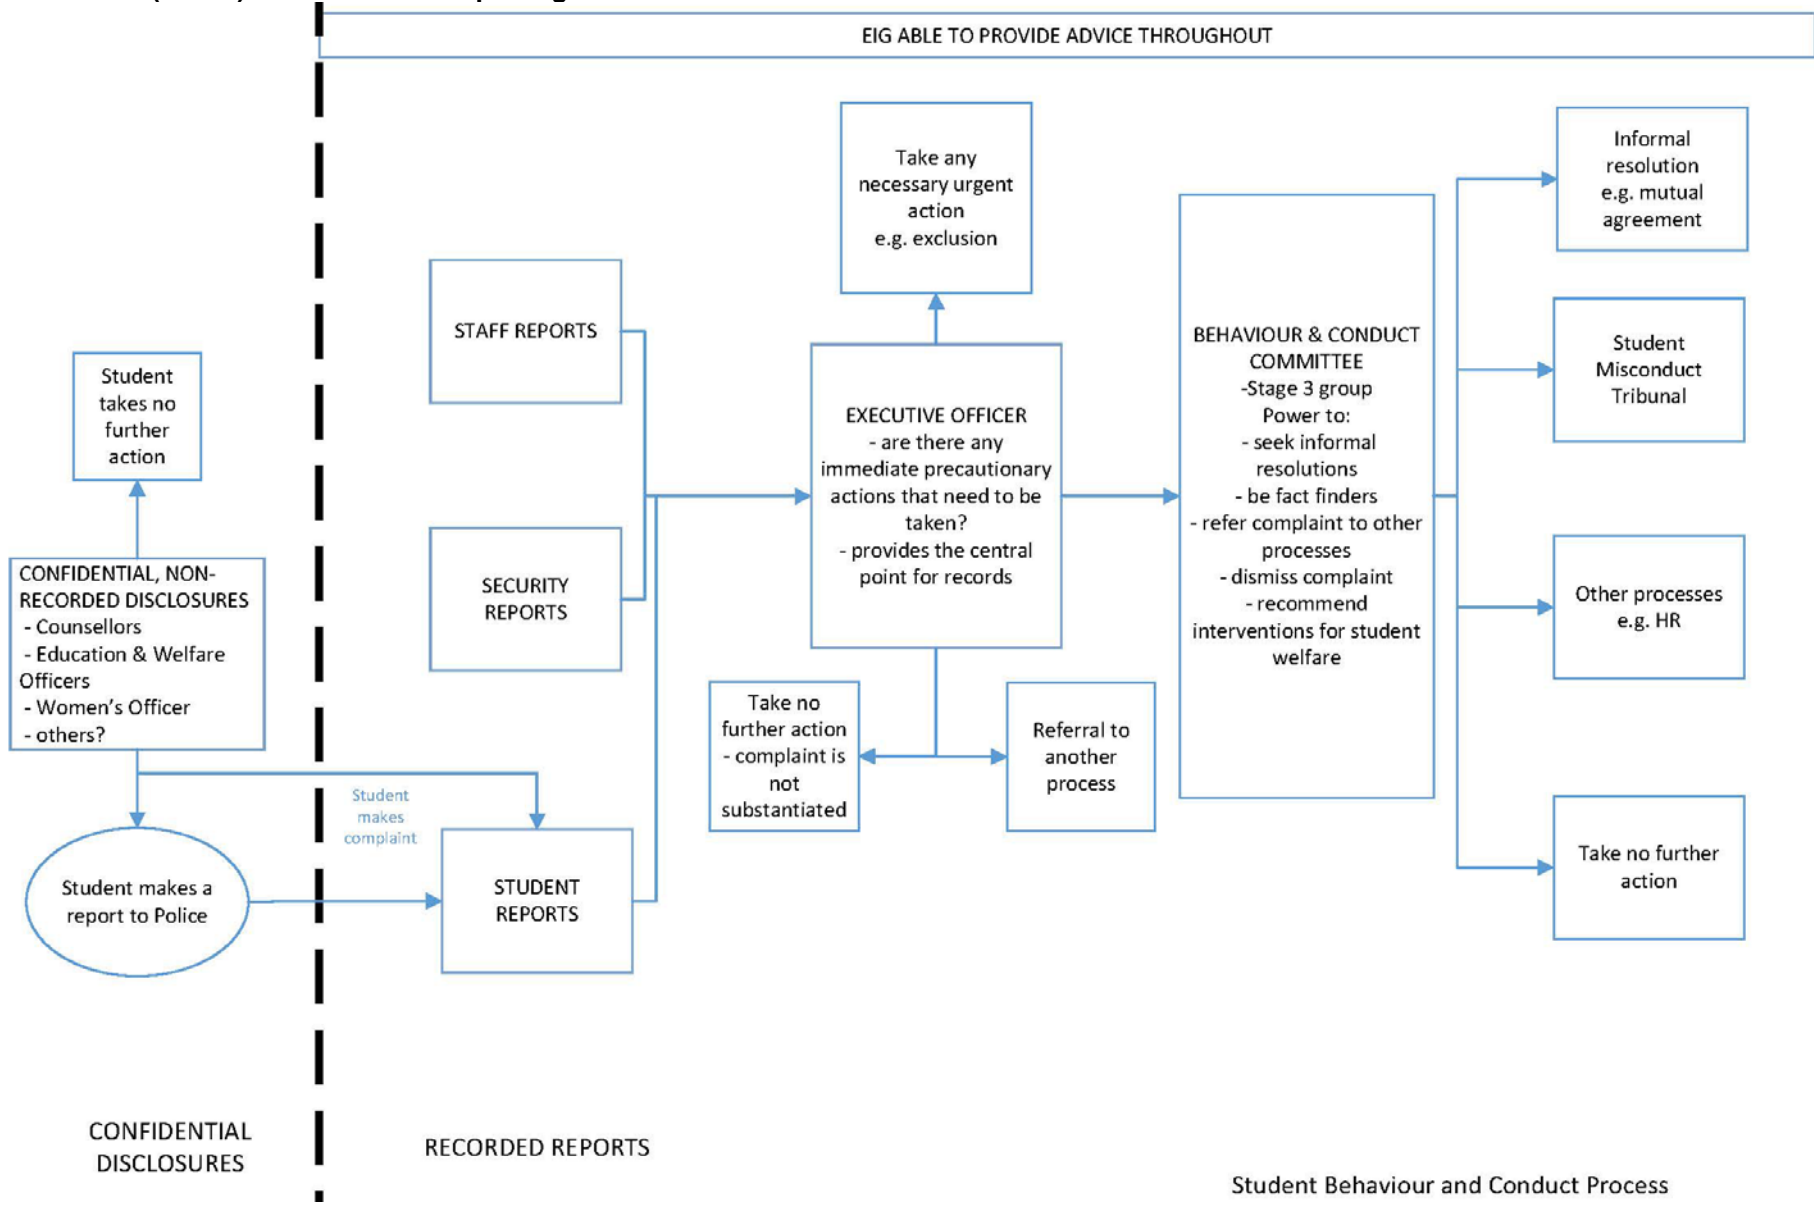 EIG ABLE TO PROVIDE ADVICE THROUGHOUT
Take any
necessary urgent
action
e.g. exclusion
Informal
resolution
e.g. mutual
agreement
STAFF REPORTS
Student
takes no
further
action
EXECUTIVE OFFICER
- are there any
immediate precautionary
actions that need to be
taken?
- provides the central
point for records
BEHAVIOUR & CONDUCT
COMMITTEE
-Stage 3 group
Power to:
- seek informal
resolutions
- be fact finders
- refer complaint to other
processes
- dismiss complaint
- recommend
interventions for student
welfare
Student
Misconduct
Tribunal
CONFIDENTIAL, NON-
RECORDED DISCLOSURES
- Counsellors
- Education & Welfare
Officers
- Women's Officer
- others?
SECURITY
REPORTS
Other processes
e.g. HR
Take no
further action
- complaint is
not
substantiated
Referral to
another
process
Student
makes
complaint
Student makes a
report to Police
STUDENT
REPORTS
Take no further
action
CONFIDENTIAL
DISCLOSURES
RECORDED REPORTS
Student Behaviour and Conduct Process